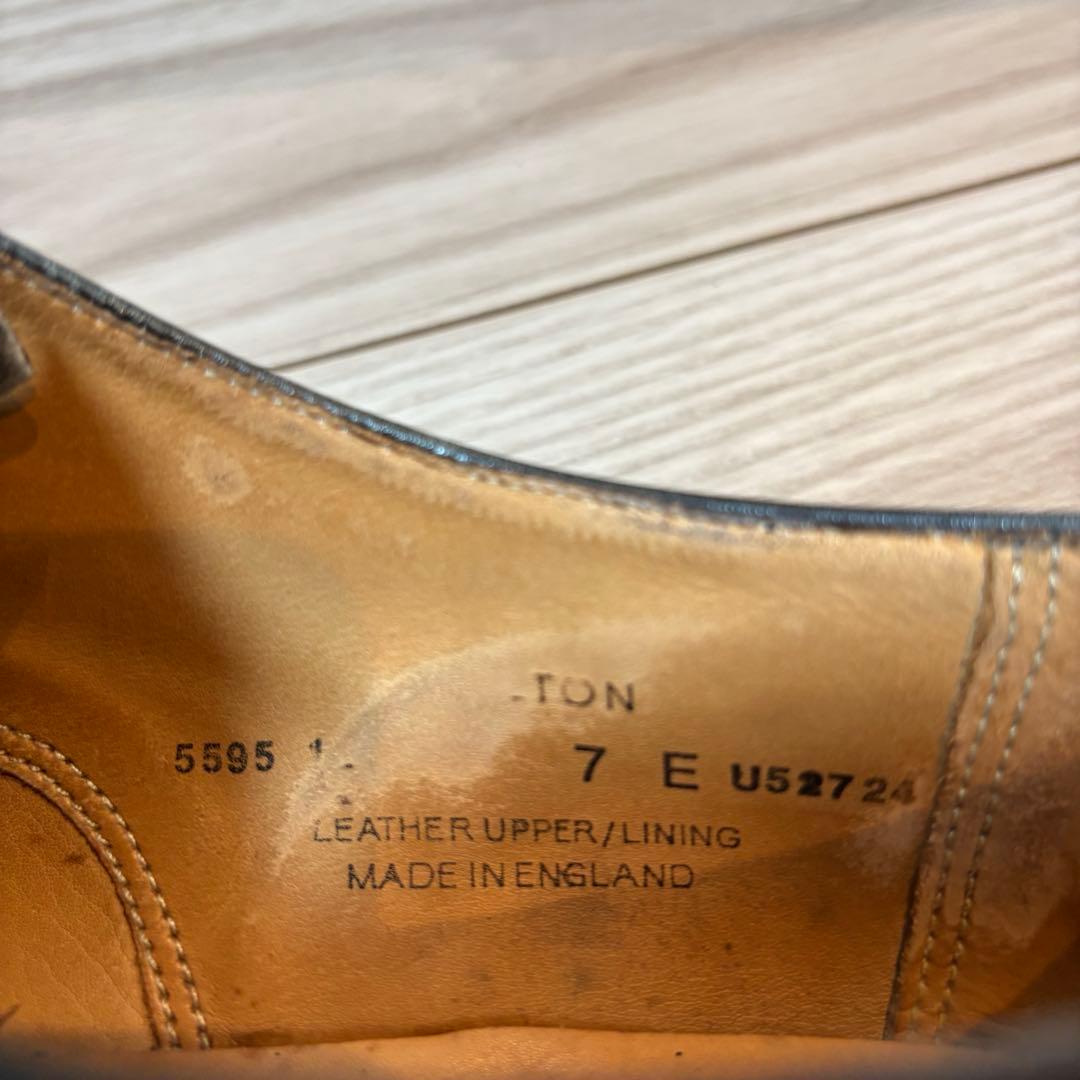 TON
5595 7 E U52724
LEATHER UPPER/LINING
MADE IN ENGLAND